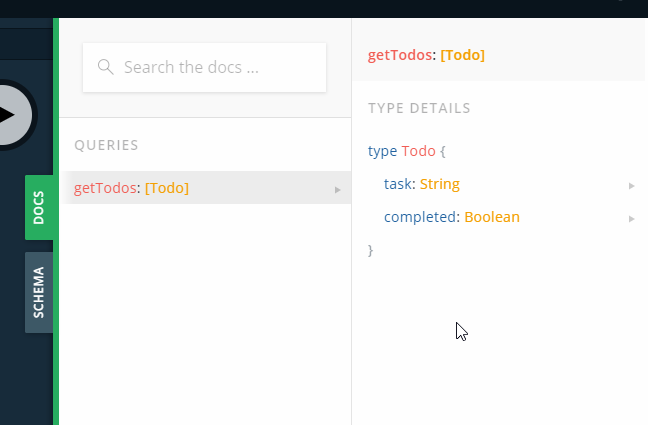 DOCS
SCHEMA
Search the docs ...
QUERIES
getTodos: [Todo]
getTodos: [Todo]
TYPE DETAILS
type Todo {
task: String
completed: Boolean
}